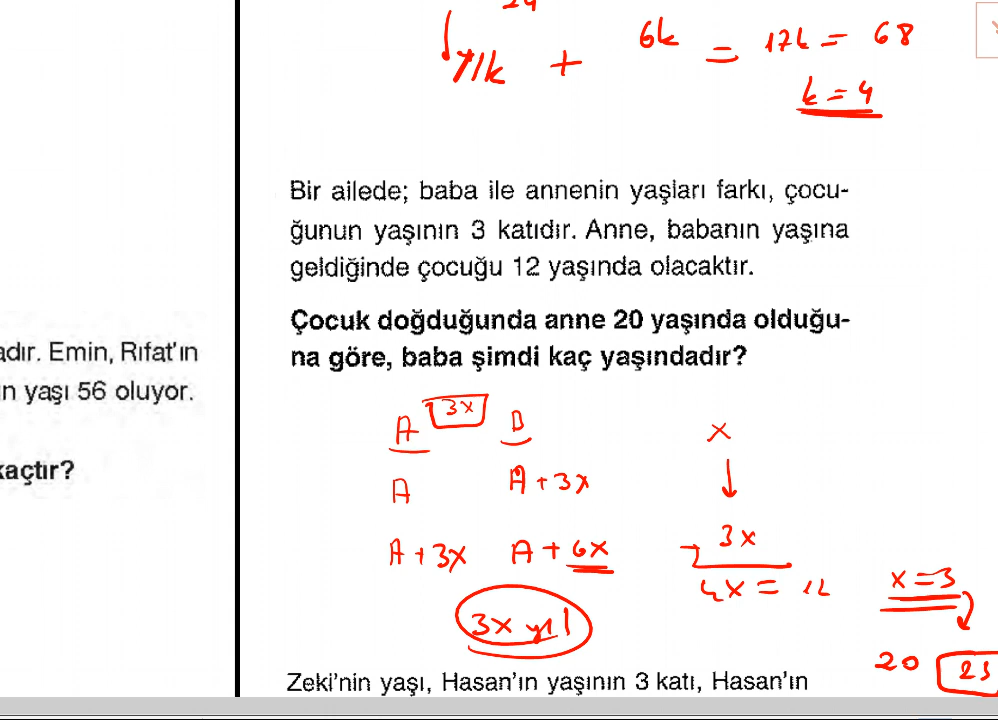 24
11k + 6k = 17k = 68
k = 4
Bir ailede; baba ile annenin yaşları farkı, çocu-
ğunun yaşının 3 katıdır. Anne, babanın yaşına
geldiğinde çocuğu 12 yaşında olacaktır.
Çocuk doğduğunda anne 20 yaşında olduğu-
na göre, baba şimdi kaç yaşındadır?
adır. Emin, Rıfat'ın
n yaşı 56 oluyor.
kaçtır?
A 3x B x
A A + 3x
A + 3x A + 6x 3x
4x = 12
x = 3
3x yıl
20 23
Zeki'nin yaşı, Hasan'ın yaşının 3 katı, Hasan'ın